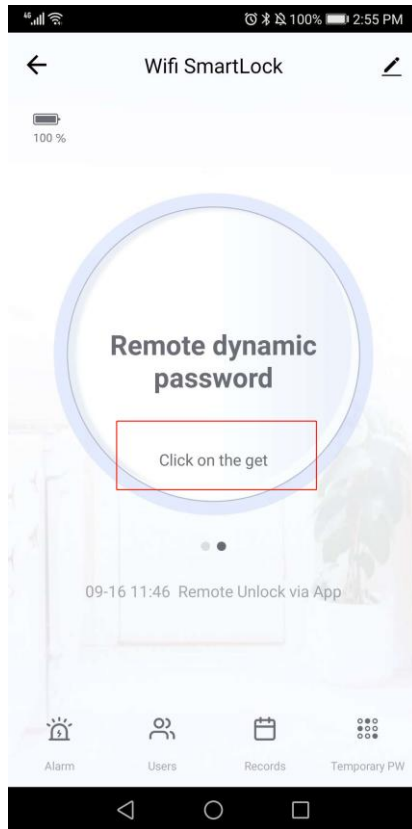 4G 100% 2:55 PM
Wifi SmartLock
100 %
Remote dynamic
password
Click on the get
09-16 11:46 Remote Unlock via App
Alarm Users Records Temporary PW